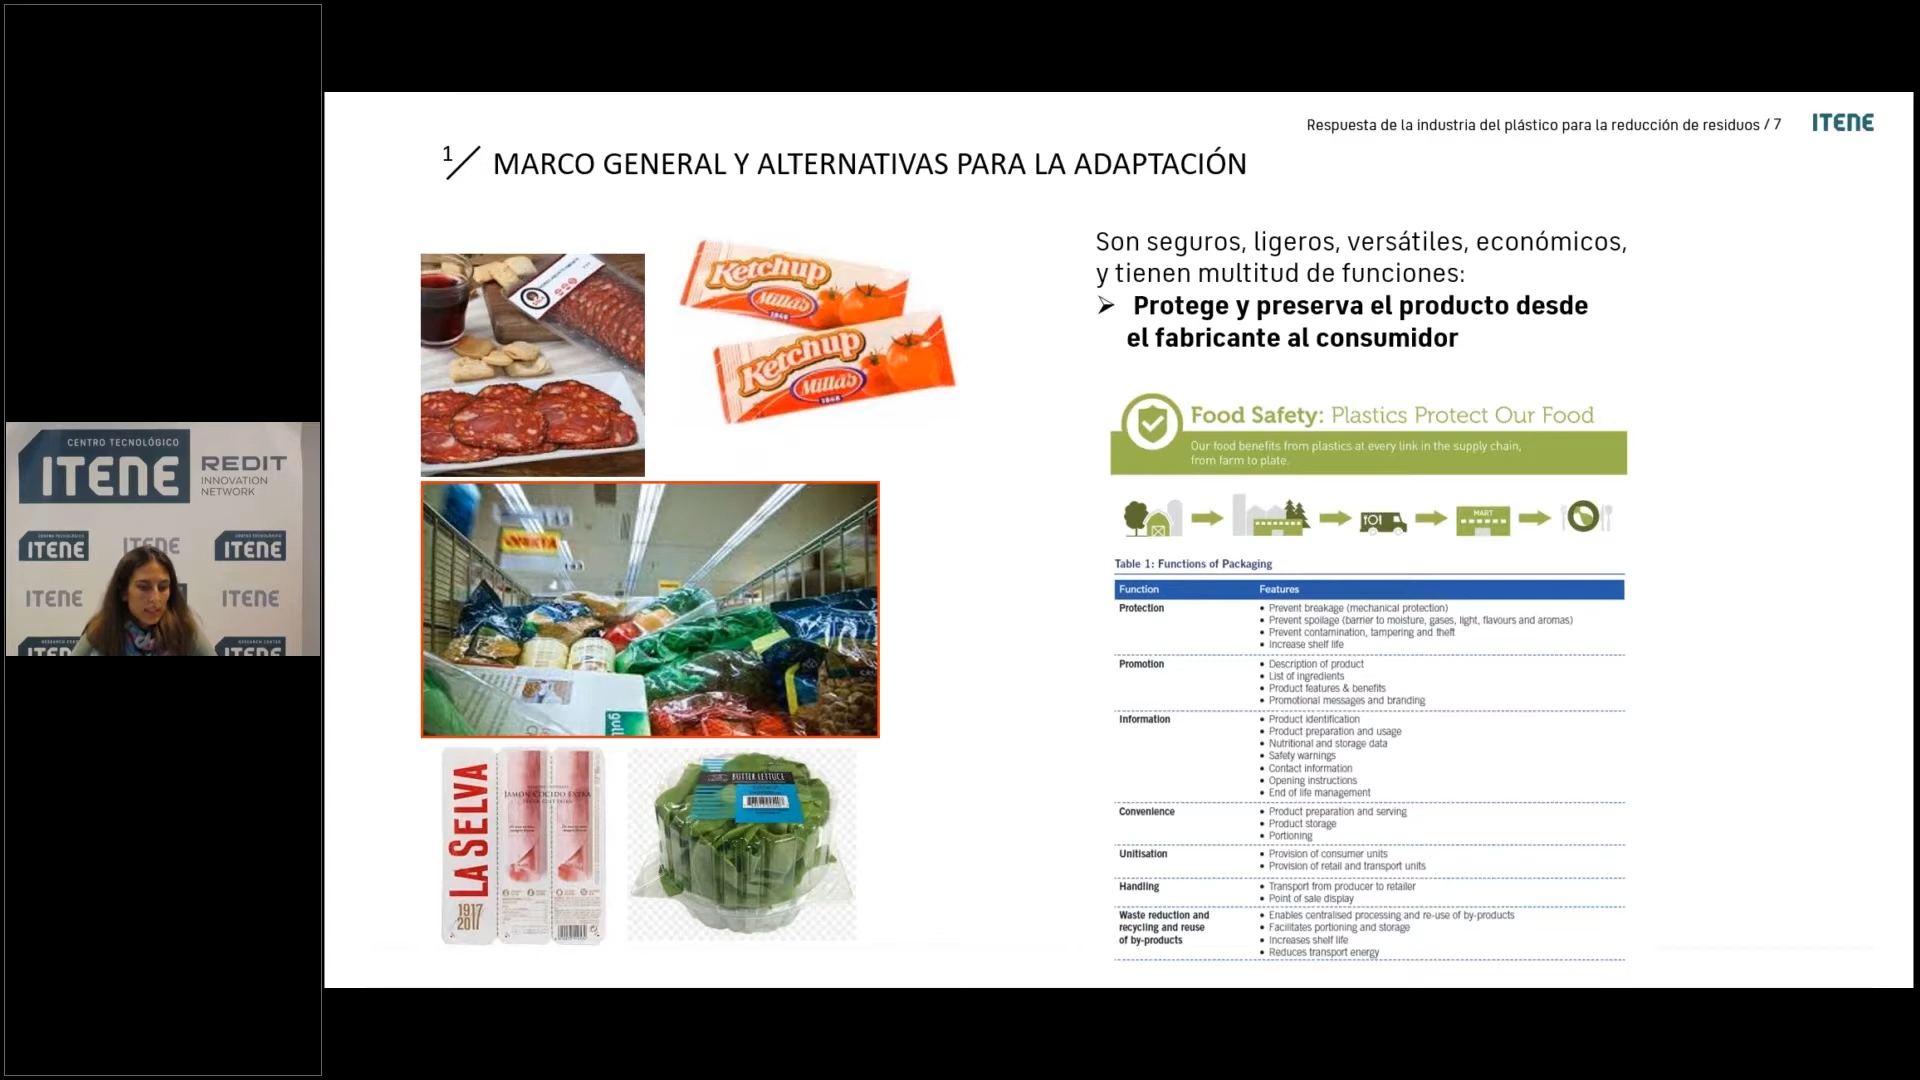 CENTRO TECNOLÓGICO
ITENE
REDIT
INNOVATION
NETWORK
ITENE
ITENE
ITENE
ITENE
ITENE
ITENE
ITENE
Respuesta de la industria del plástico para la reducción de residuos / 7
ITENE
1/ MARCO GENERAL Y ALTERNATIVAS PARA LA ADAPTACIÓN
Ketchup
Millás
1868
Ketchup
Millás
1868
LA SELVA
1917
2017
JAMÓN COCIDO EXTRA
BUTTER LETTUCE
Son seguros, ligeros, versátiles, económicos,
y tienen multitud de funciones:
➢ Protege y preserva el producto desde
el fabricante al consumidor
Food Safety: Plastics Protect Our Food
Our food benefits from plastics at every link in the supply chain,
from farm to plate.
MART
Table 1: Functions of Packaging
Function Features
Protection • Prevent breakage (mechanical protection)
• Prevent spoilage (barrier to moisture, gases, light, flavours and aromas)
• Prevent contamination, tampering and theft
• Increase shelf life
Promotion • Description of product
• List of ingredients
• Product features & benefits
• Promotional messages and branding
Information • Product identification
• Product preparation and usage
• Nutritional and storage data
• Safety warnings
• Contact information
• Opening instructions
• End of life management
Convenience • Product preparation and serving
• Product storage
• Portioning
Unitisation • Provision of consumer units
• Provision of retail and transport units
Handling • Transport from producer to retailer
• Point of sale display
Waste reduction and • Enables centralised processing and re-use of by-products
recycling and reuse • Facilitates portioning and storage
of by-products • Increases shelf life
• Reduces transport energy